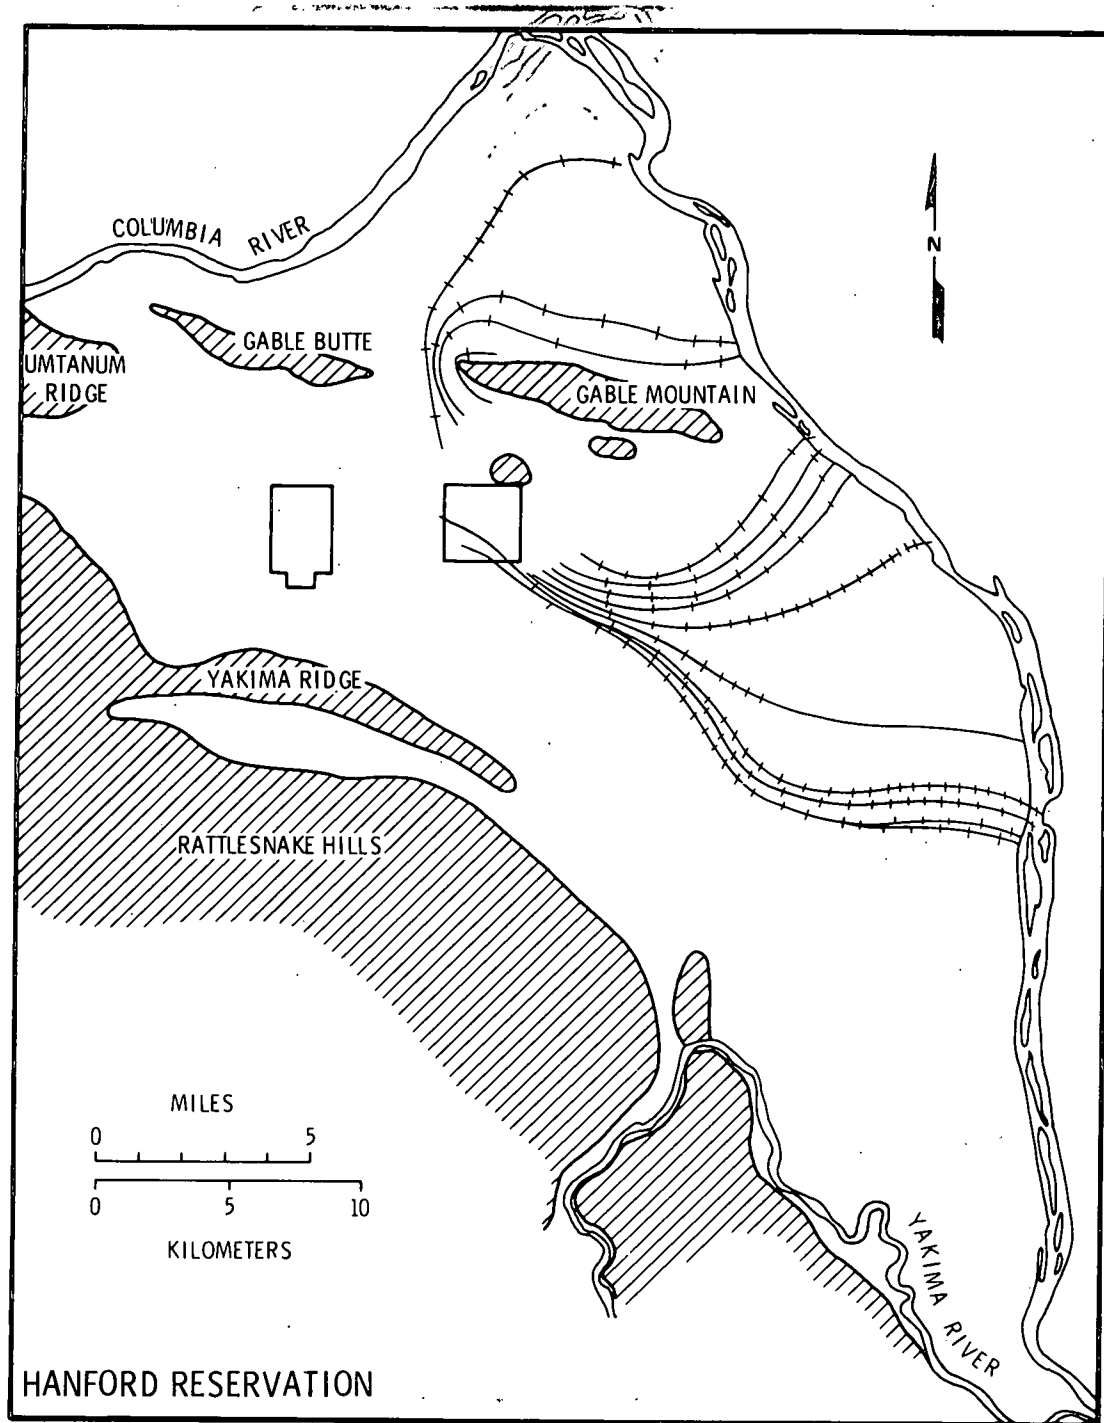 COLUMBIA RIVER
N
GABLE BUTTE
UMTANUM
RIDGE
GABLE MOUNTAIN
YAKIMA RIDGE
RATTLESNAKE HILLS
MILES
0 5
0 5 10
KILOMETERS
YAKIMA RIVER
HANFORD RESERVATION